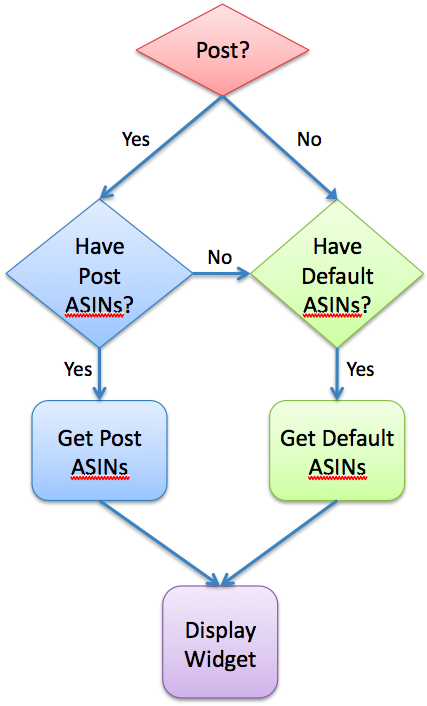 Post?
Yes
No
Have
Post
ASINs?
No
Have
Default
ASINs?
Yes
Yes
Get Post
ASINs
Get Default
ASINs
Display
Widget